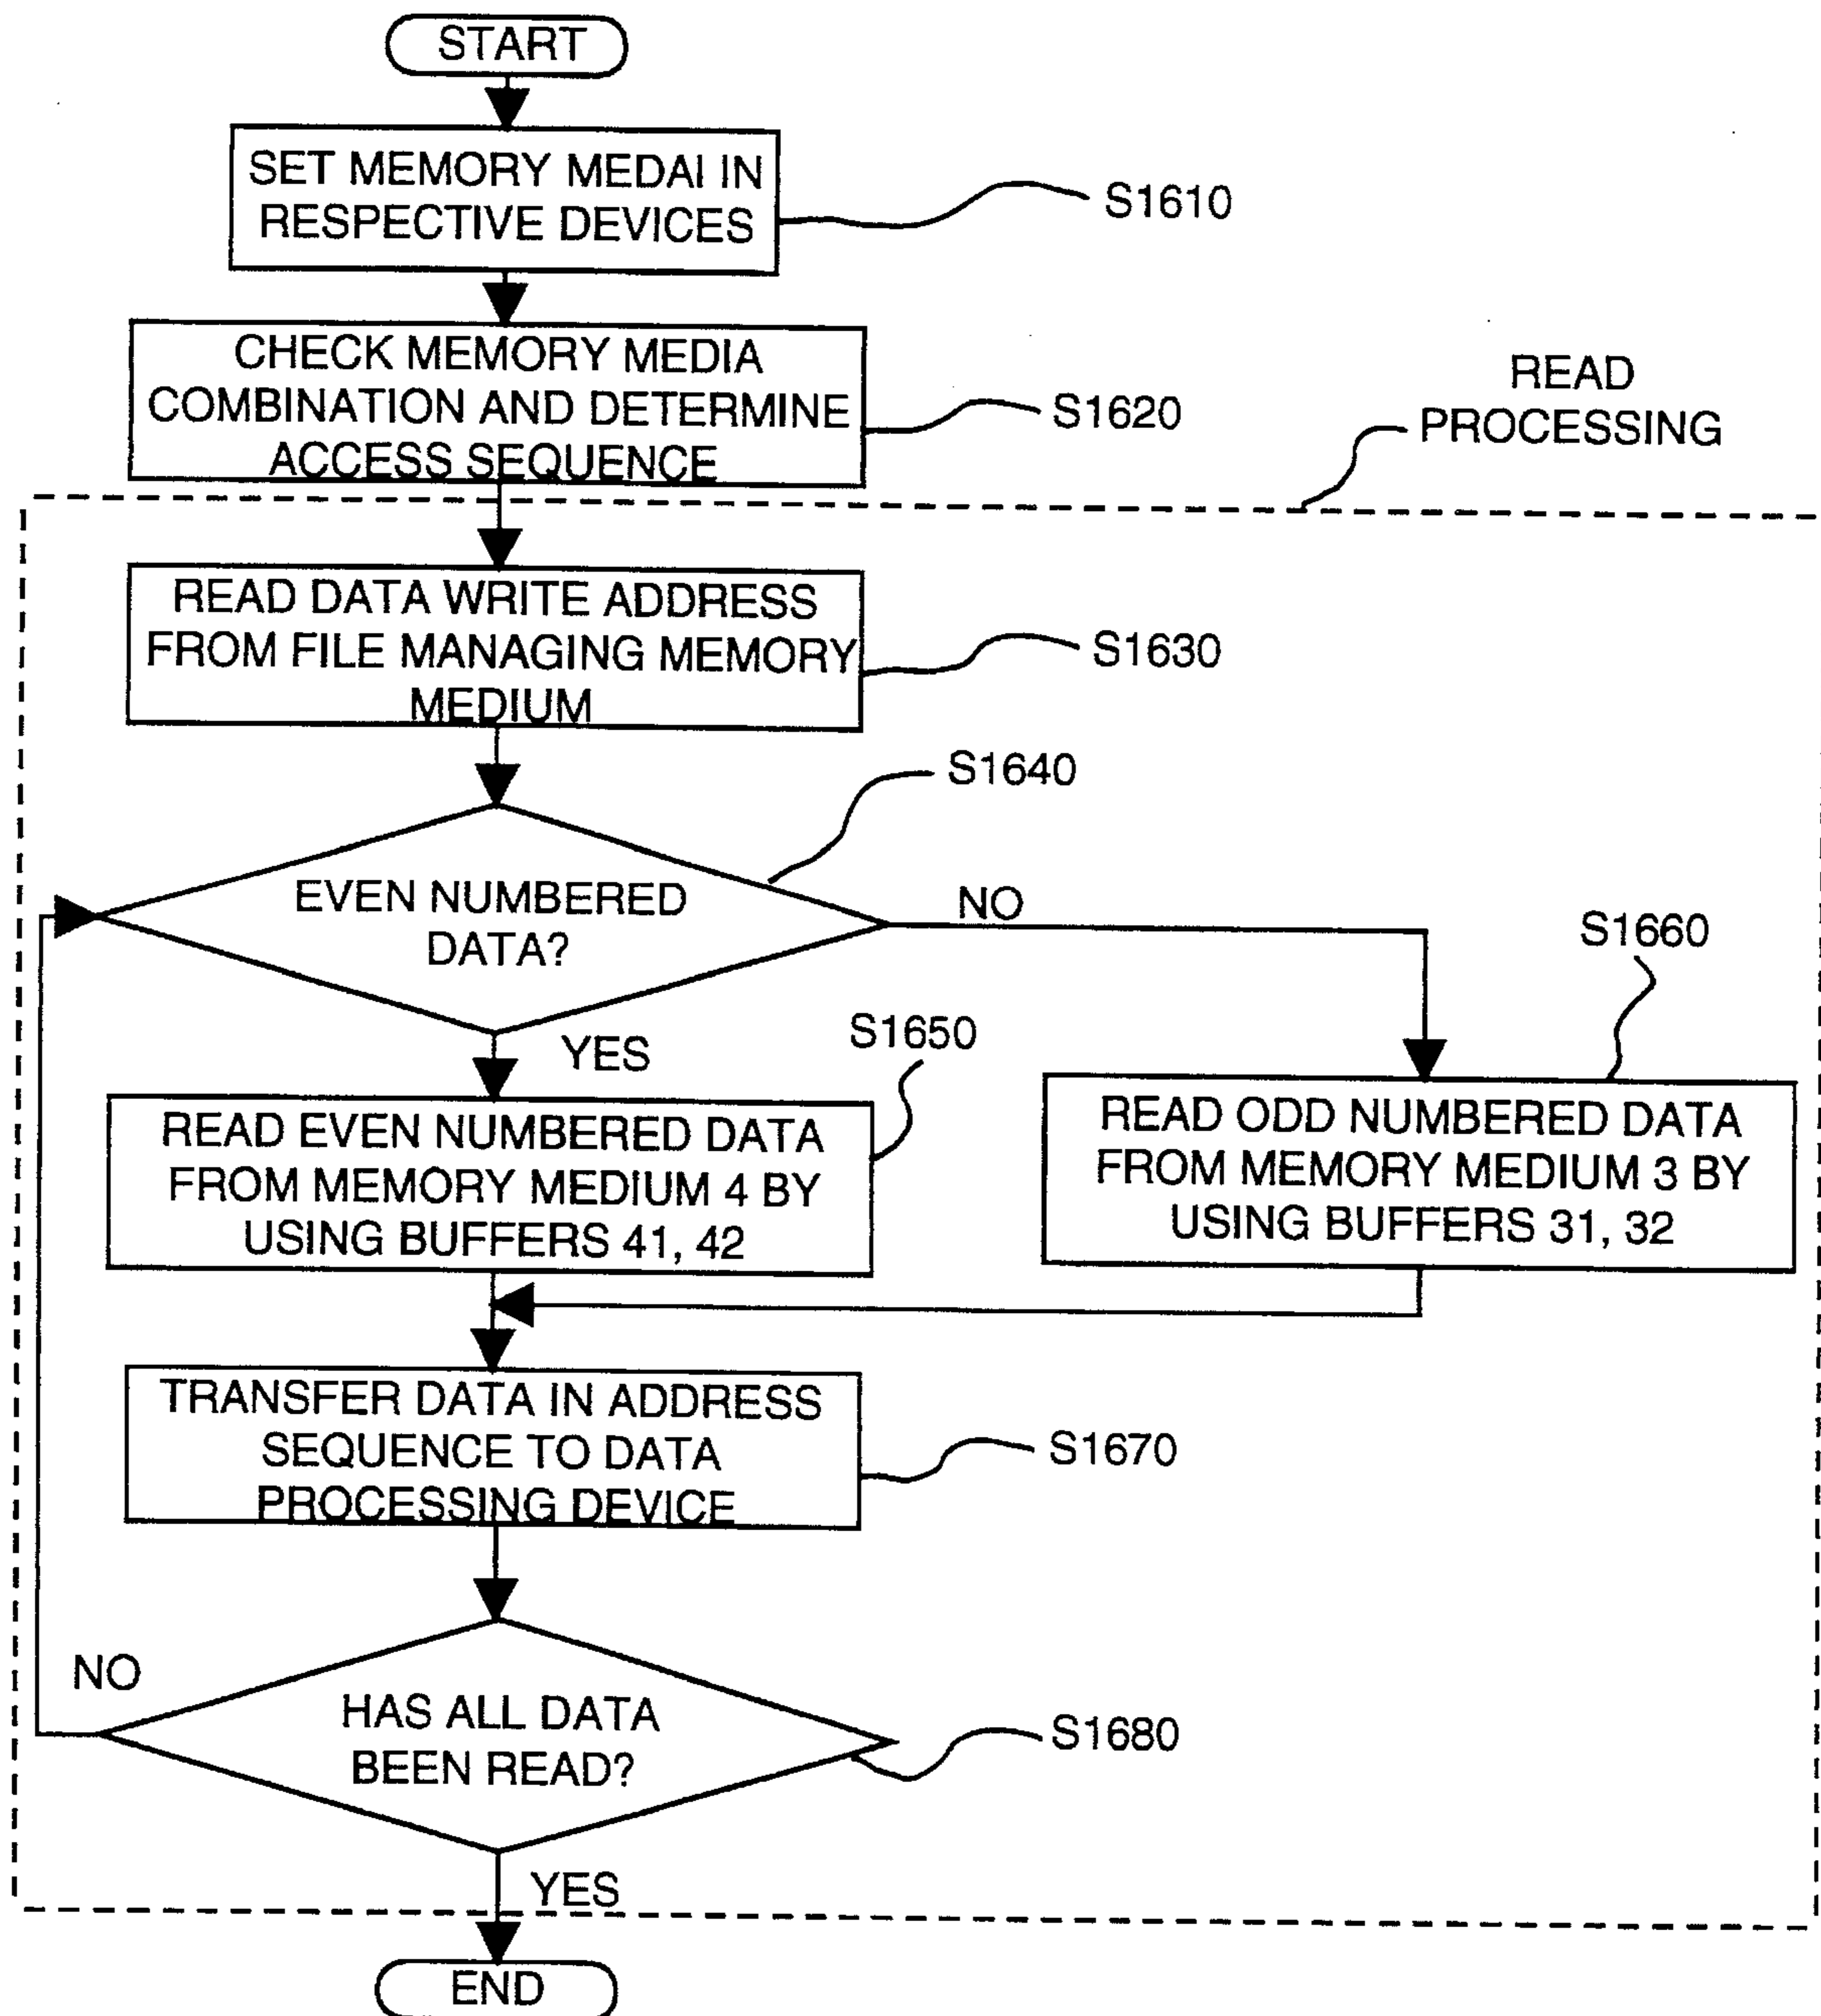 START
SET MEMORY MEDAI IN
RESPECTIVE DEVICES
S1610
CHECK MEMORY MEDIA
COMBINATION AND DETERMINE
ACCESS SEQUENCE
S1620
READ
PROCESSING
READ DATA WRITE ADDRESS
FROM FILE MANAGING MEMORY
MEDIUM
S1630
S1640
EVEN NUMBERED
DATA?
NO
YES
S1650
S1660
READ EVEN NUMBERED DATA
FROM MEMORY MEDIUM 4 BY
USING BUFFERS 41, 42
READ ODD NUMBERED DATA
FROM MEMORY MEDIUM 3 BY
USING BUFFERS 31, 32
TRANSFER DATA IN ADDRESS
SEQUENCE TO DATA
PROCESSING DEVICE
S1670
NO
HAS ALL DATA
BEEN READ?
S1680
YES
END